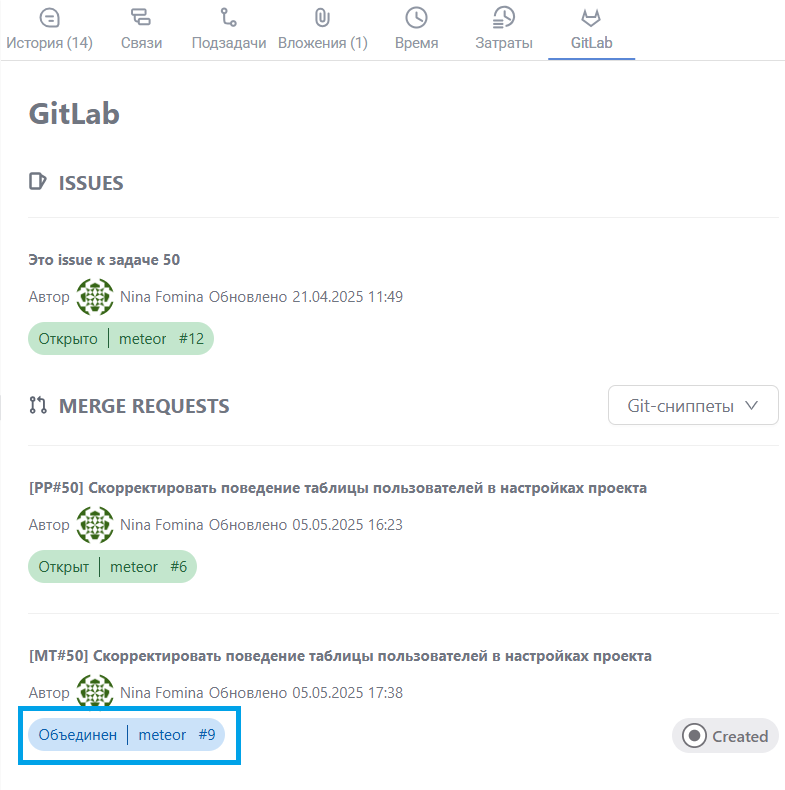 История (14) Связи Подзадачи Вложения (1) Время Затраты GitLab
GitLab
ISSUES
Это issue к задаче 50
Автор Nina Fomina Обновлено 21.04.2025 11:49
Открыто | meteor #12
MERGE REQUESTS Git-сниппеты
[PP#50] Скорректировать поведение таблицы пользователей в настройках проекта
Автор Nina Fomina Обновлено 05.05.2025 16:23
Открыт | meteor #6
[MT#50] Скорректировать поведение таблицы пользователей в настройках проекта
Автор Nina Fomina Обновлено 05.05.2025 17:38
Объединен | meteor #9 Created